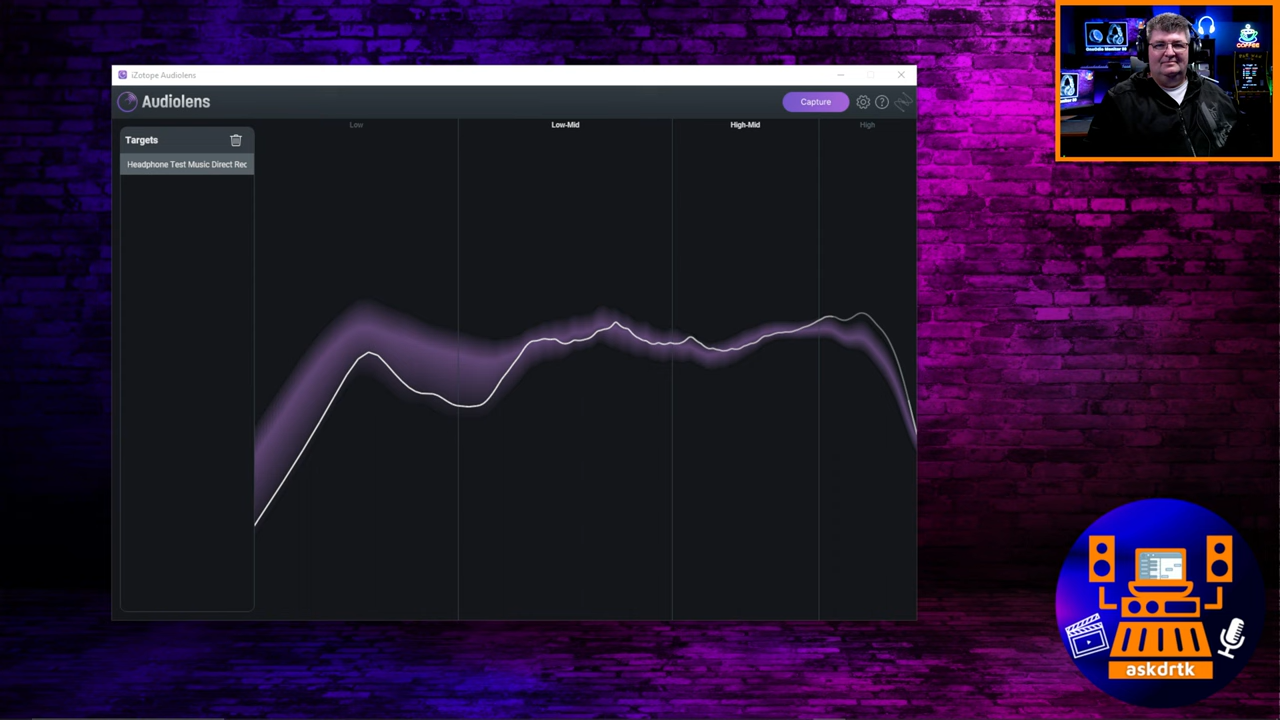 iZotope Audiolens
Audiolens
Capture
Targets
Headphone Test Music Direct Rec
Low
Low-Mid
High-Mid
High
COFFEE
askdrtk